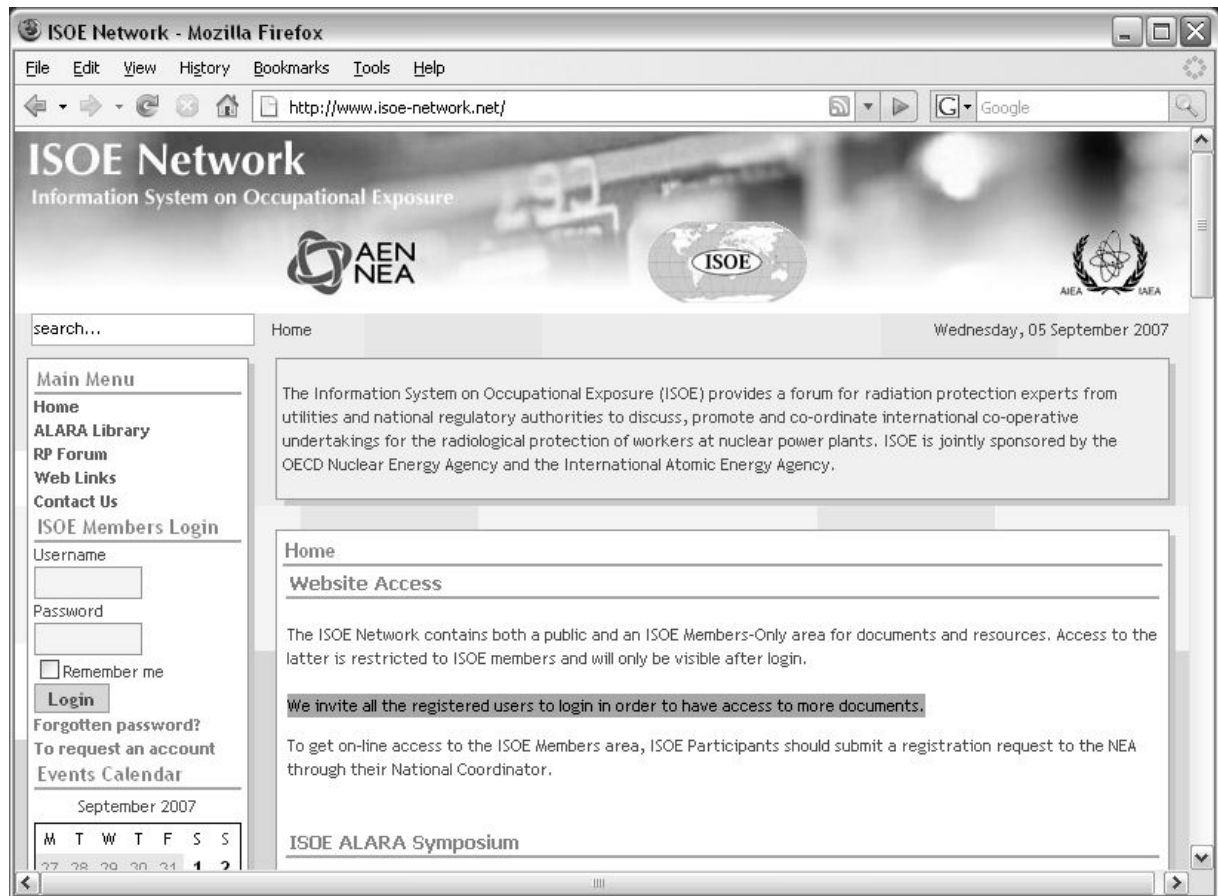 ISOE Network - Mozilla Firefox
File Edit View History Bookmarks Tools Help
http://www.isoe-network.net/
G Google
ISOE Network
Information System on Occupational Exposure
AEN
NEA
ISOE
AIEA IAEA
search...
Home
Wednesday, 05 September 2007
Main Menu
Home
ALARA Library
RP Forum
Web Links
Contact Us
ISOE Members Login
Username
Password
Remember me
Login
Forgotten password?
To request an account
Events Calendar
September 2007
M T W T F S S
27 28 29 30 31 1 2
The Information System on Occupational Exposure (ISOE) provides a forum for radiation protection experts from
utilities and national regulatory authorities to discuss, promote and co-ordinate international co-operative
undertakings for the radiological protection of workers at nuclear power plants. ISOE is jointly sponsored by the
OECD Nuclear Energy Agency and the International Atomic Energy Agency.
Home
Website Access
The ISOE Network contains both a public and an ISOE Members-Only area for documents and resources. Access to the
latter is restricted to ISOE members and will only be visible after login.
We invite all the registered users to login in order to have access to more documents.
To get on-line access to the ISOE Members area, ISOE Participants should submit a registration request to the NEA
through their National Coordinator.
ISOE ALARA Symposium